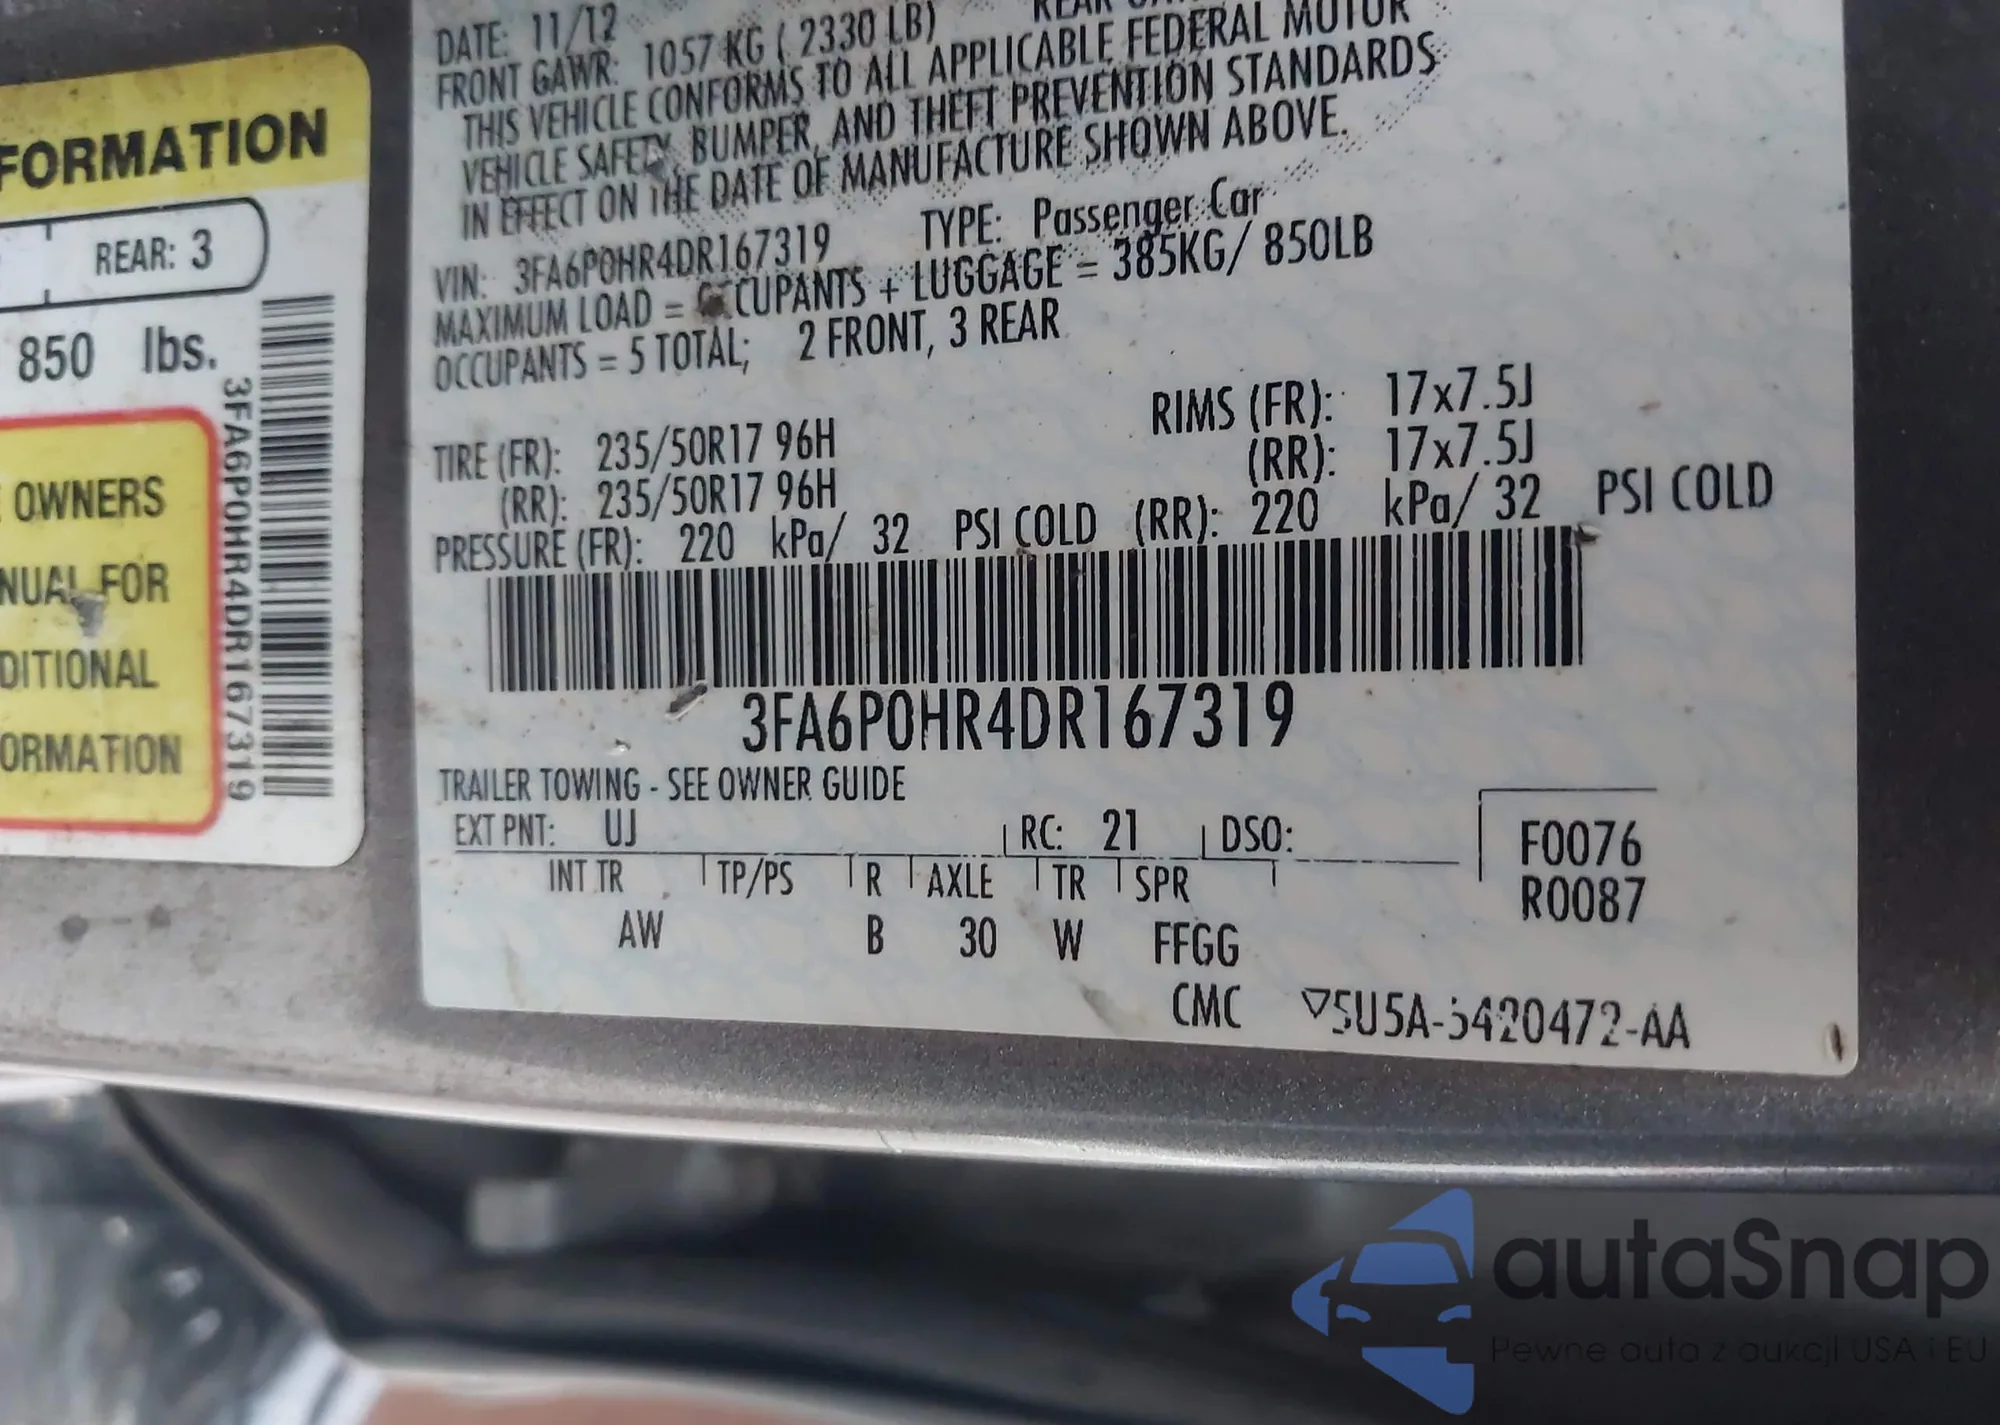 FORMATION
REAR: 3
850 lbs.
OWNERS
NUAL FOR
DITIONAL
ORMATION
3FA6P0HR4DR167319
DATE: 11/12
FRONT GAWR: 1057 KG ( 2330 LB)
THIS VEHICLE CONFORMS TO ALL APPLICABLE FEDERAL MOTOR
VEHICLE SAFETY, BUMPER, AND THEFT PREVENTION STANDARDS
IN EFFECT ON THE DATE OF MANUFACTURE SHOWN ABOVE.
VIN: 3FA6P0HR4DR167319 TYPE: Passenger Car
MAXIMUM LOAD = OCCUPANTS + LUGGAGE = 385KG/ 850LB
OCCUPANTS = 5 TOTAL; 2 FRONT, 3 REAR
RIMS (FR): 17x7.5J
TIRE (FR): 235/50R17 96H (RR): 17x7.5J
(RR): 235/50R17 96H
PRESSURE (FR): 220 kPa/ 32 PSI COLD (RR): 220 kPa/ 32 PSI COLD
3FA6P0HR4DR167319
TRAILER TOWING - SEE OWNER GUIDE
EXT PNT: UJ RC: 21 DSO:
F0076
R0087
INT TR TP/PS R AXLE TR SPR
AW B 30 W FFGG
CMC 5U5A-5420472-AA
autaSnap
Pewne auta z aukcji USA i EU